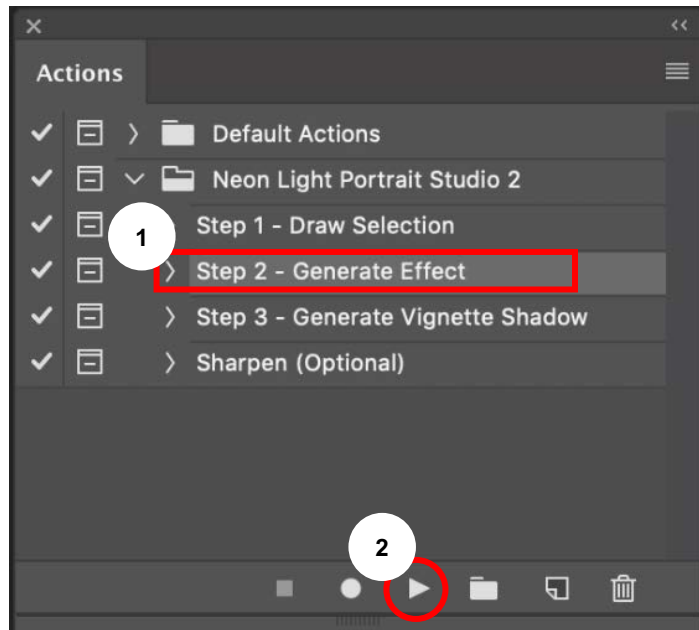 Actions
Default Actions
Neon Light Portrait Studio 2
1
Step 1 - Draw Selection
Step 2 - Generate Effect
Step 3 - Generate Vignette Shadow
Sharpen (Optional)
2